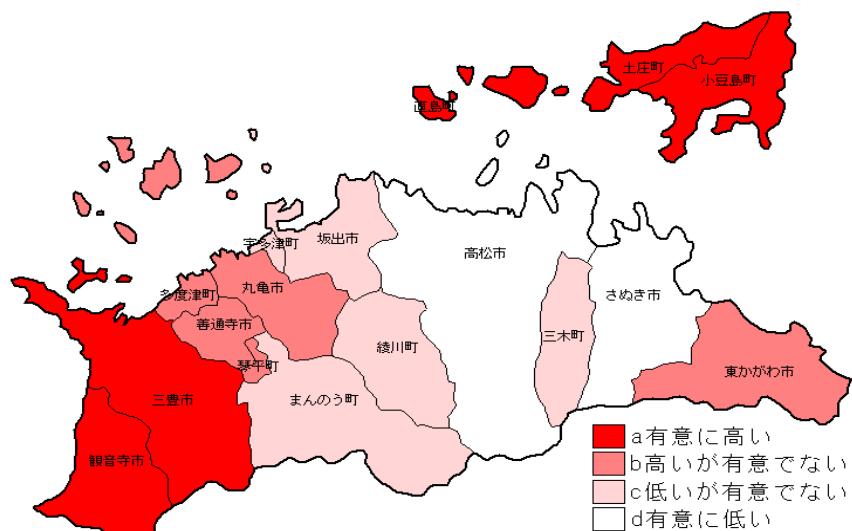 土庄町
小豆島町
直島町
宇多津町
坂出市
高松市
多度津町
丸亀市
さぬき市
善通寺市
三木町
綾川町
琴平町
東かがわ市
三豊市
まんのう町
観音寺市
a有意に高い
b高いが有意でない
c低いが有意でない
d有意に低い